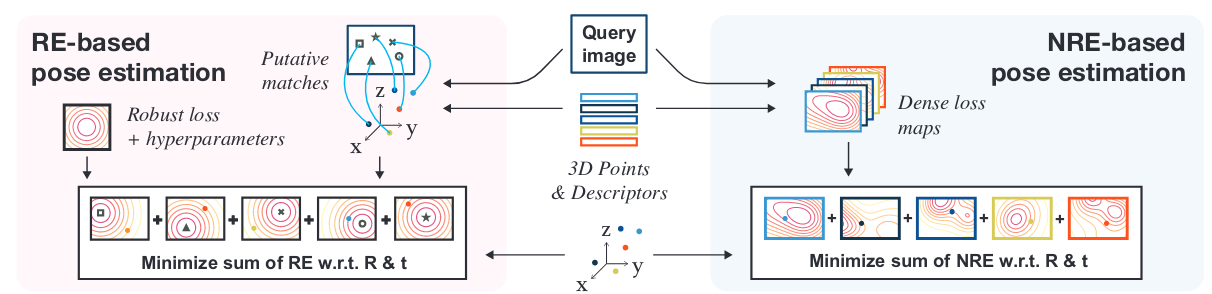 RE-based
pose estimation
Putative
matches
Robust loss
+ hyperparameters
z
y
x
+ + + +
Minimize sum of RE w.r.t. R & t
Query
image
3D Points
& Descriptors
z
y
x
NRE-based
pose estimation
Dense loss
maps
+ + + +
Minimize sum of NRE w.r.t. R & t